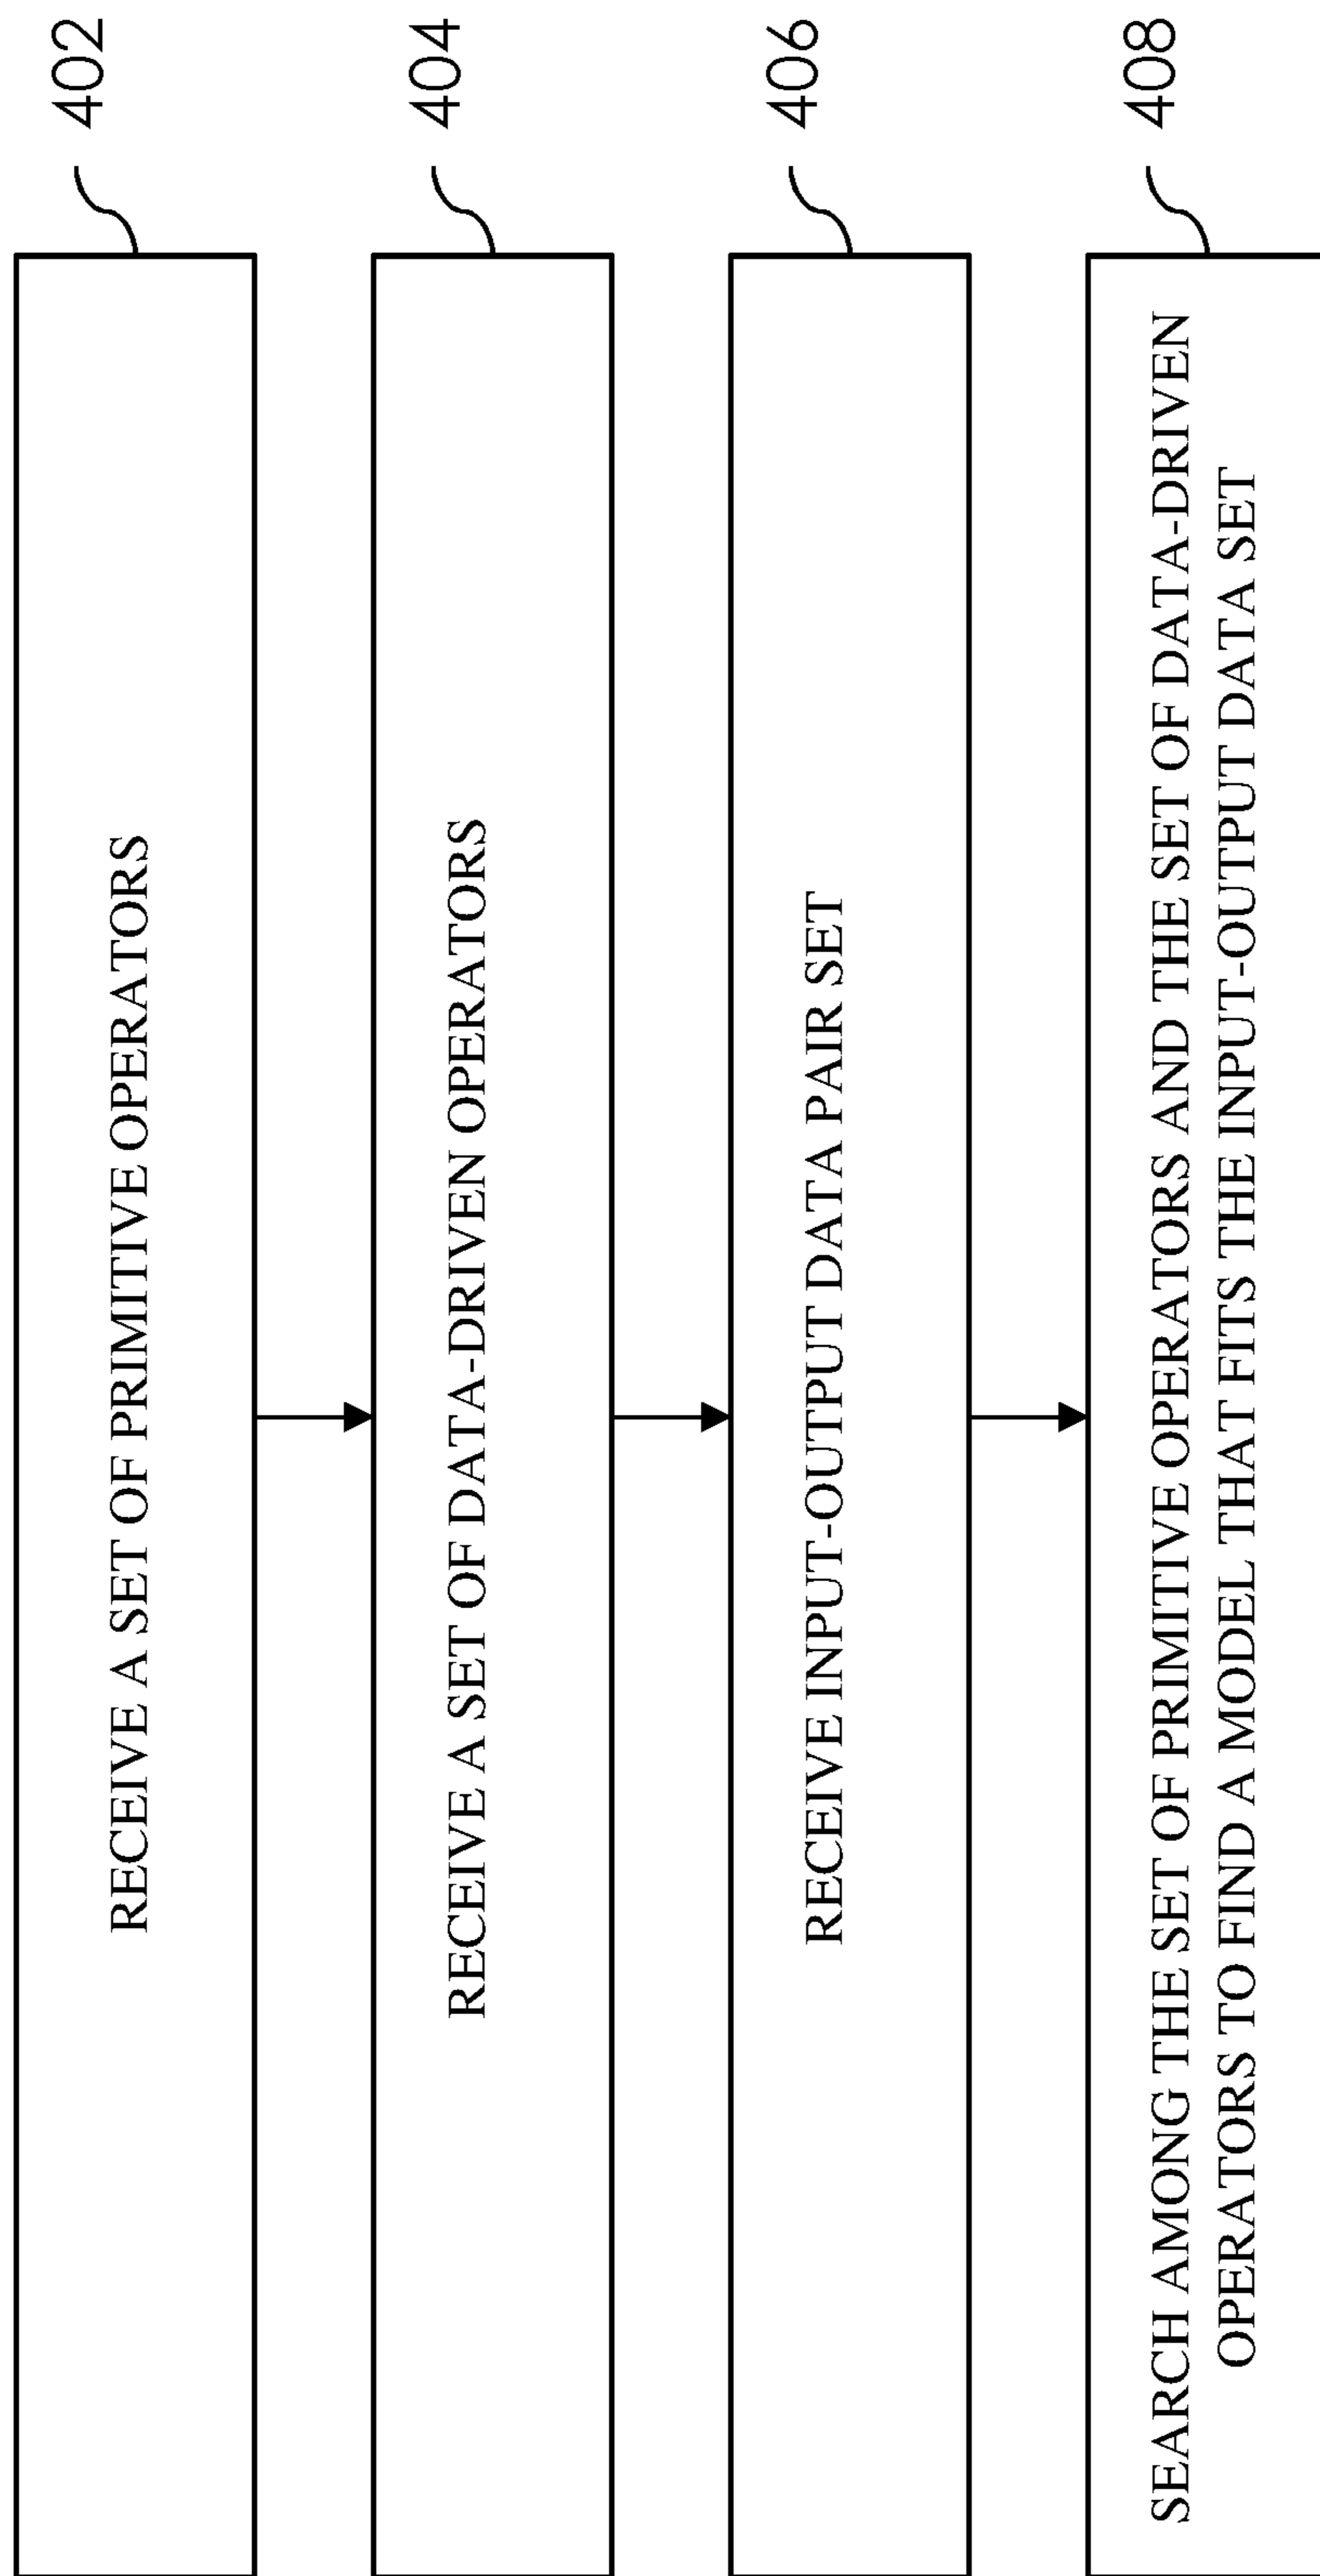 402
RECEIVE A SET OF PRIMITIVE OPERATORS
404
RECEIVE A SET OF DATA-DRIVEN OPERATORS
406
RECEIVE INPUT-OUTPUT DATA PAIR SET
408
SEARCH AMONG THE SET OF PRIMITIVE OPERATORS AND THE SET OF DATA-DRIVEN
OPERATORS TO FIND A MODEL THAT FITS THE INPUT-OUTPUT DATA SET